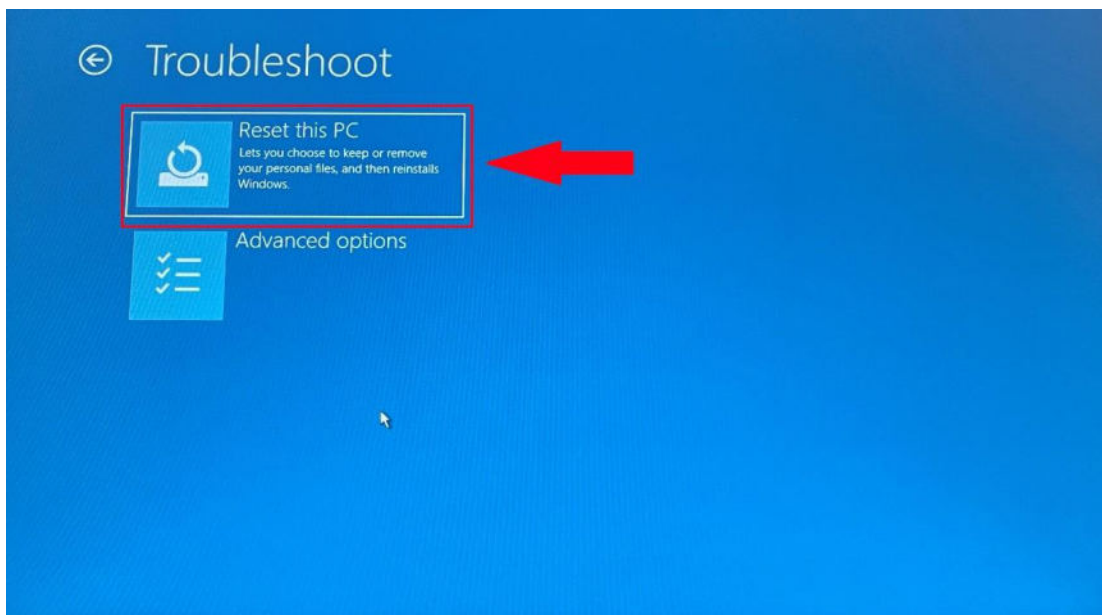 Troubleshoot
Reset this PC
Lets you choose to keep or remove
your personal files, and then reinstalls
Windows.
Advanced options